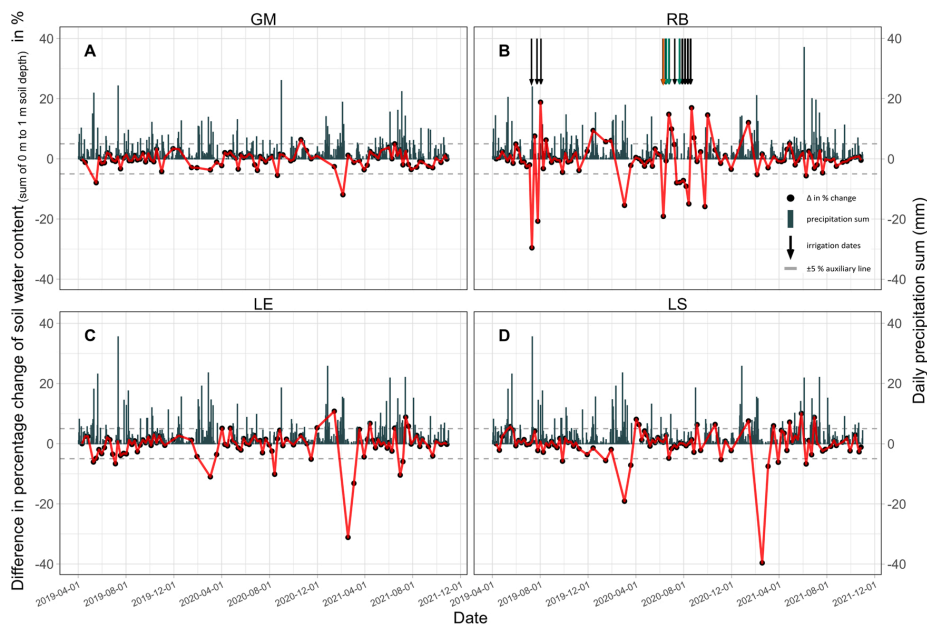 GM
RB
40
20
0
-20
-40
A
B
40
20
0
-20
-40
Δ in % change
precipitation sum
irrigation dates
±5 % auxiliary line
LE
LS
40
20
0
-20
-40
C
D
40
20
0
-20
-40
2019-04-01
2019-08-01
2019-12-01
2020-04-01
2020-08-01
2020-12-01
2021-04-01
2021-08-01
2021-12-01
2019-04-01
2019-08-01
2019-12-01
2020-04-01
2020-08-01
2020-12-01
2021-04-01
2021-08-01
2021-12-01
Date
Difference in percentage change of soil water content (sum of 0 m to 1 m soil depth) in %
Daily precipitation sum (mm)